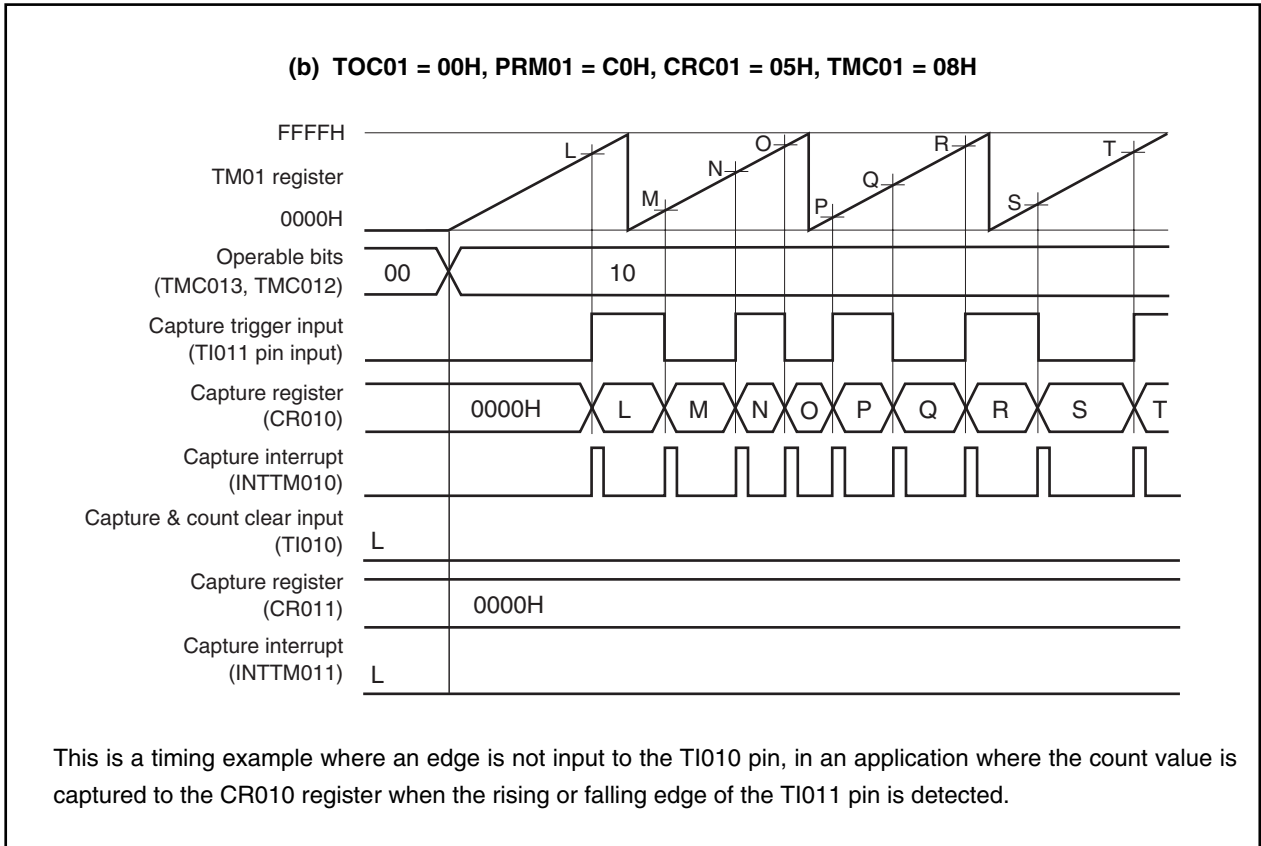 (b) TOC01 = 00H, PRM01 = C0H, CRC01 = 05H, TMC01 = 08H
FFFFH
TM01 register
0000H
L
M
N
O
P
Q
R
S
T
Operable bits
(TMC013, TMC012)
00
10
Capture trigger input
(TI011 pin input)
Capture register
(CR010)
0000H
L
M
N
O
P
Q
R
S
T
Capture interrupt
(INTTM010)
Capture & count clear input
(TI010)
L
Capture register
(CR011)
0000H
Capture interrupt
(INTTM011)
L
This is a timing example where an edge is not input to the TI010 pin, in an application where the count value is
captured to the CR010 register when the rising or falling edge of the TI011 pin is detected.